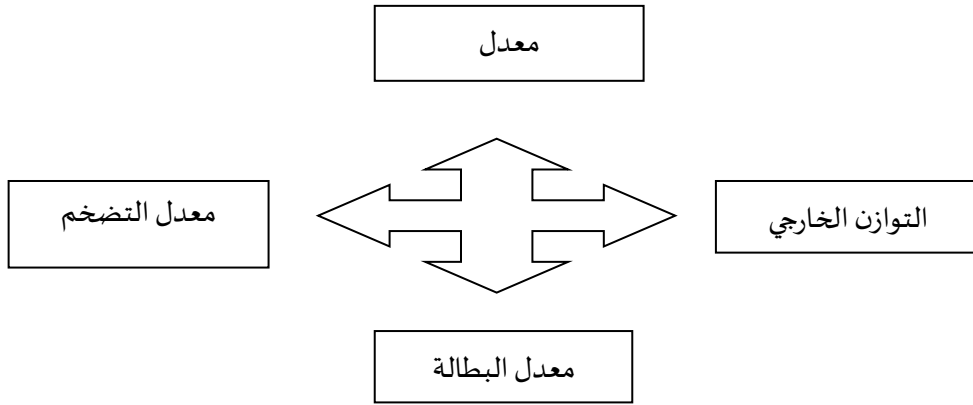 معدل
التوازن الخارجي
معدل التضخم
معدل البطالة